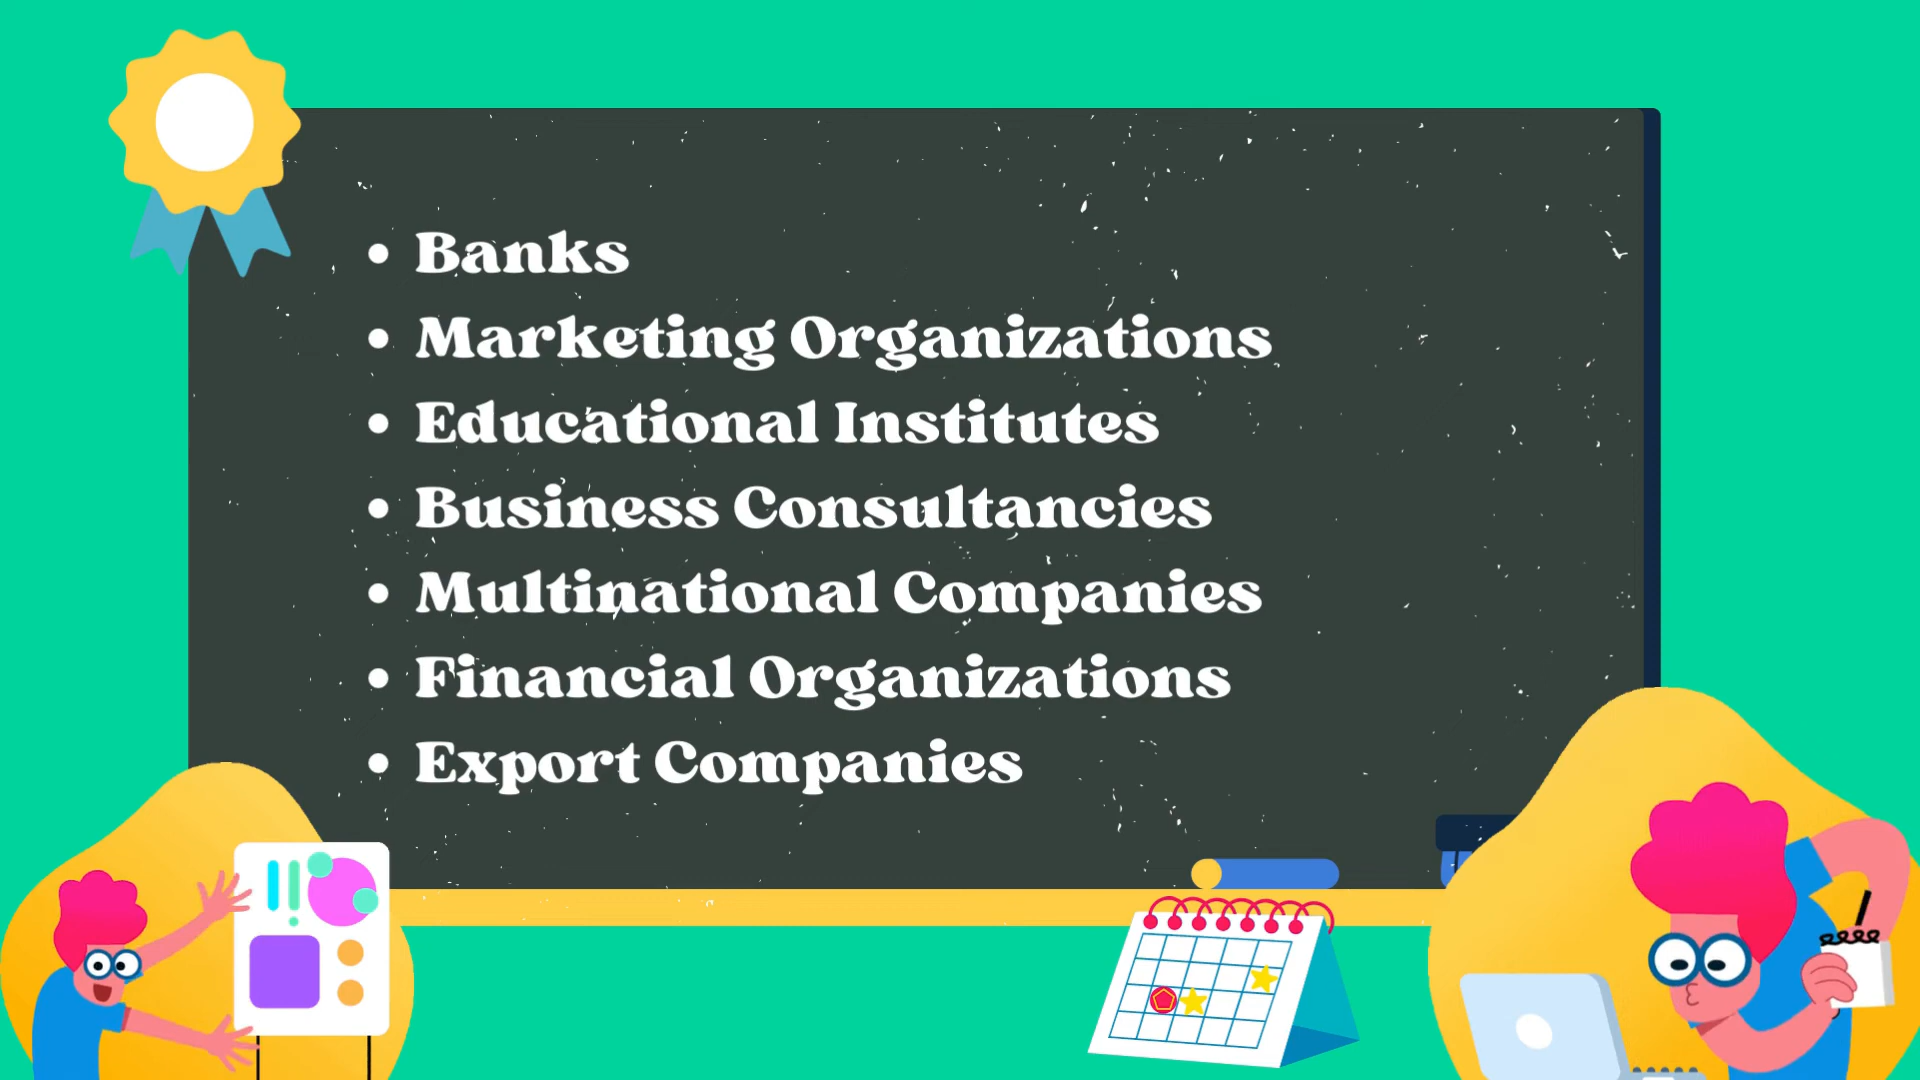 • Banks
• Marketing Organizations
• Educational Institutes
• Business Consultancies
• Multinational Companies
• Financial Organizations
• Export Companies